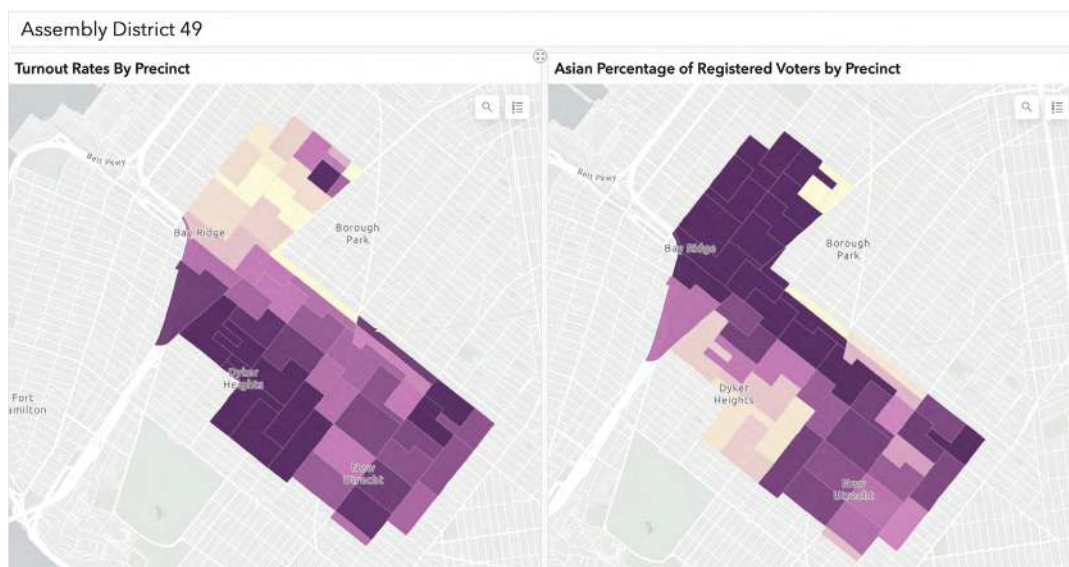 Assembly District 49
Turnout Rates By Precinct
Belt Pkwy
Bay Ridge
Borough
Park
Dyker
Heights
Fort
amilton
New
Utrecht
Asian Percentage of Registered Voters by Precinct
Belt Pkwy
Bay Ridge
Borough
Park
Dyker
Heights
New
Utrecht